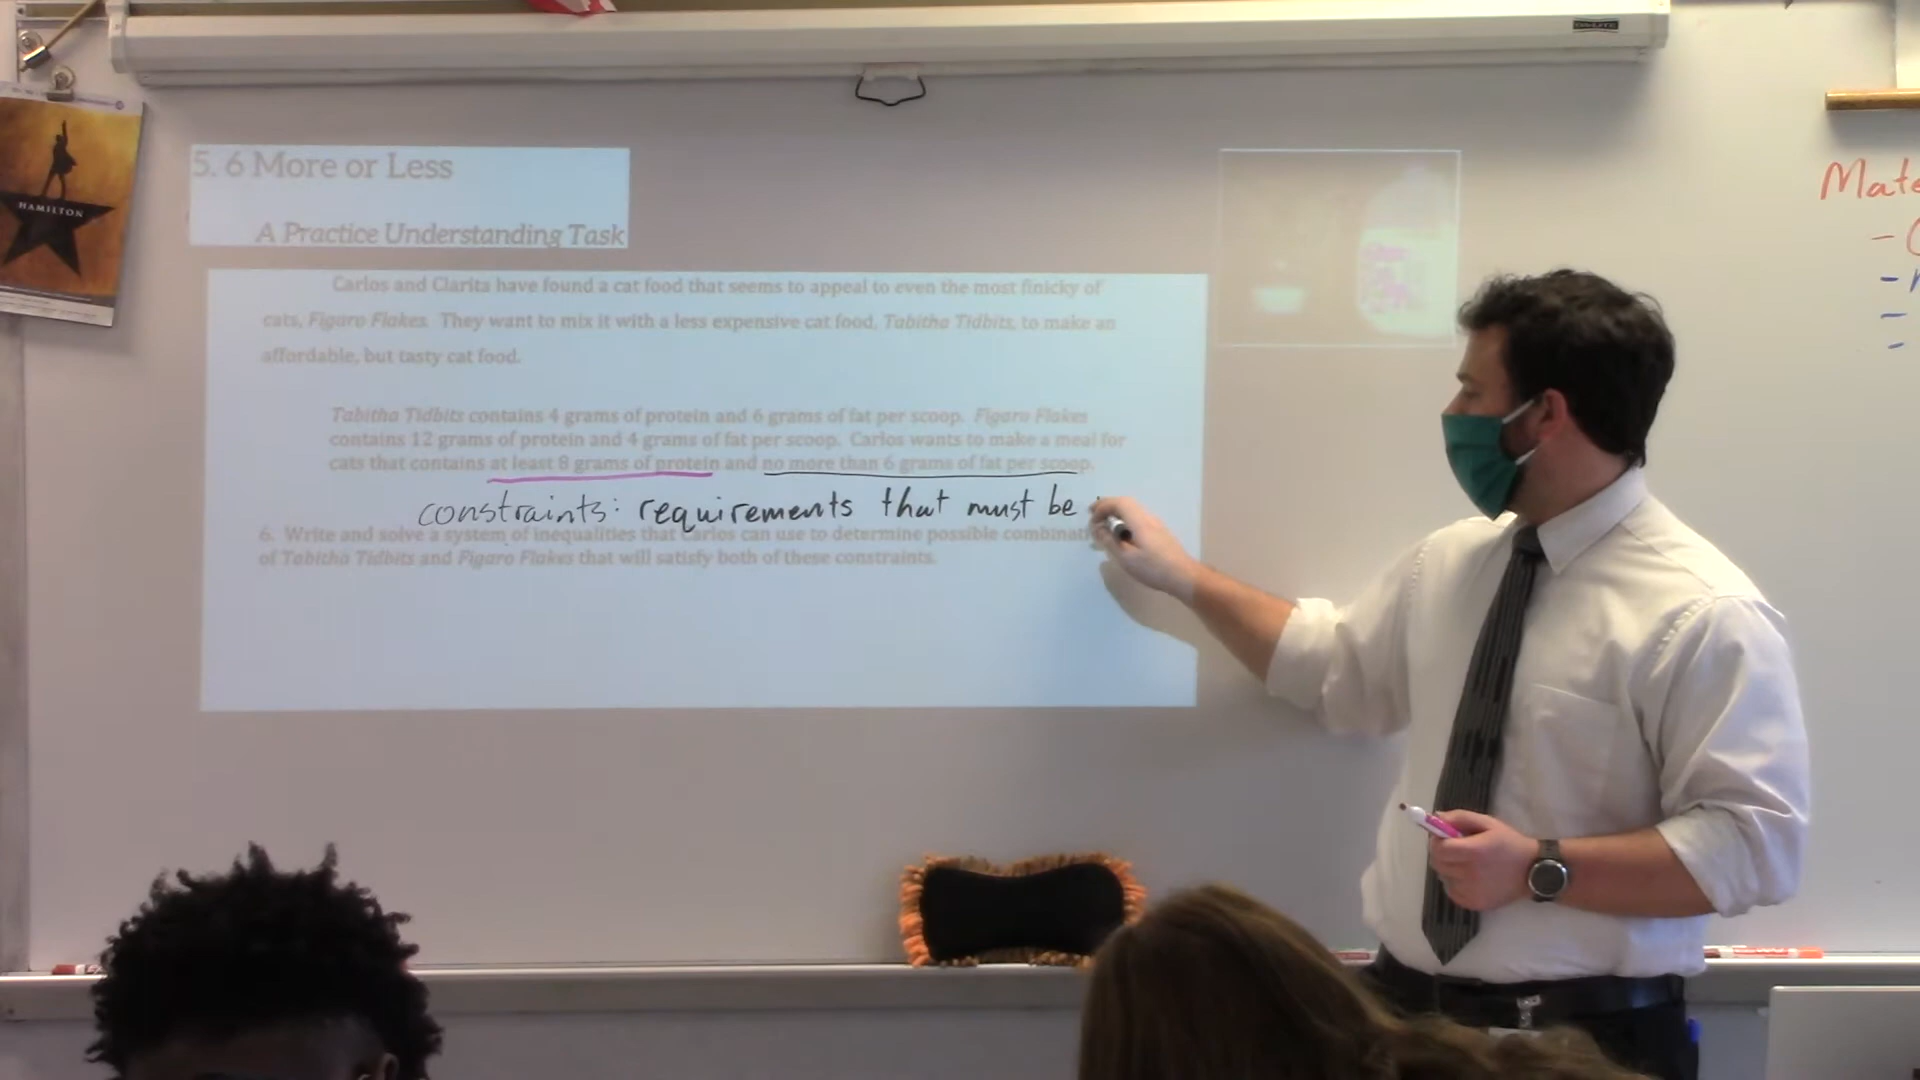 HAMILTON
DA-LITE
5. 6 More or Less
A Practice Understanding Task
Carlos and Clarita have found a cat food that seems to appeal to even the most finicky of
cats, Figaro Flakes. They want to mix it with a less expensive cat food, Tabitha Tidbits, to make an
affordable, but tasty cat food.
Tabitha Tidbits contains 4 grams of protein and 6 grams of fat per scoop. Figaro Flakes
contains 12 grams of protein and 4 grams of fat per scoop. Carlos wants to make a meal for
cats that contains at least 8 grams of protein and no more than 6 grams of fat per scoop.
constraints: requirements that must be
6. Write and solve a system of inequalities that Carlos can use to determine possible combinati
of Tabitha Tidbits and Figaro Flakes that will satisfy both of these constraints.
Mate